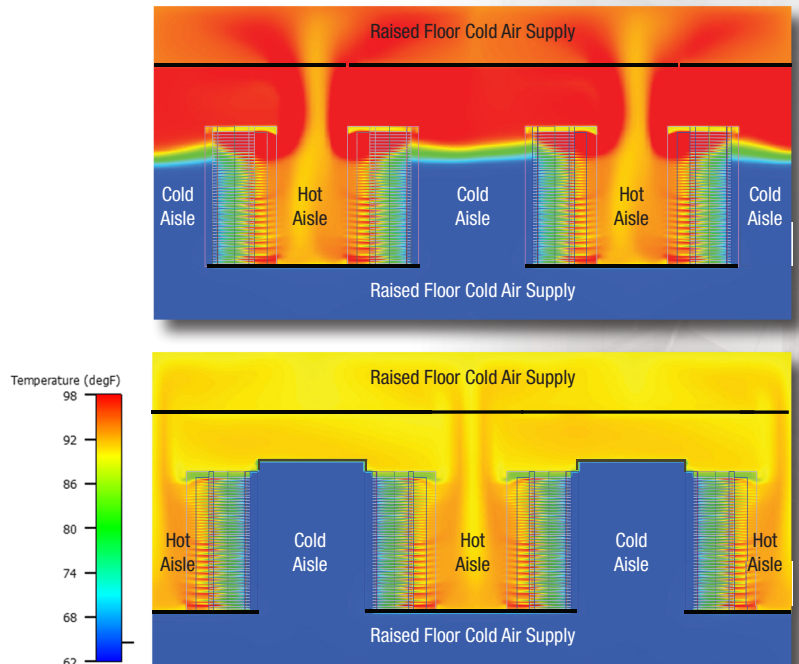 Raised Floor Cold Air Supply
Cold
Aisle
Hot
Aisle
Cold
Aisle
Hot
Aisle
Cold
Aisle
Raised Floor Cold Air Supply
Temperature (degF)
98
92
86
80
74
68
62
Raised Floor Cold Air Supply
Hot
Aisle
Cold
Aisle
Hot
Aisle
Cold
Aisle
Hot
Aisle
Raised Floor Cold Air Supply